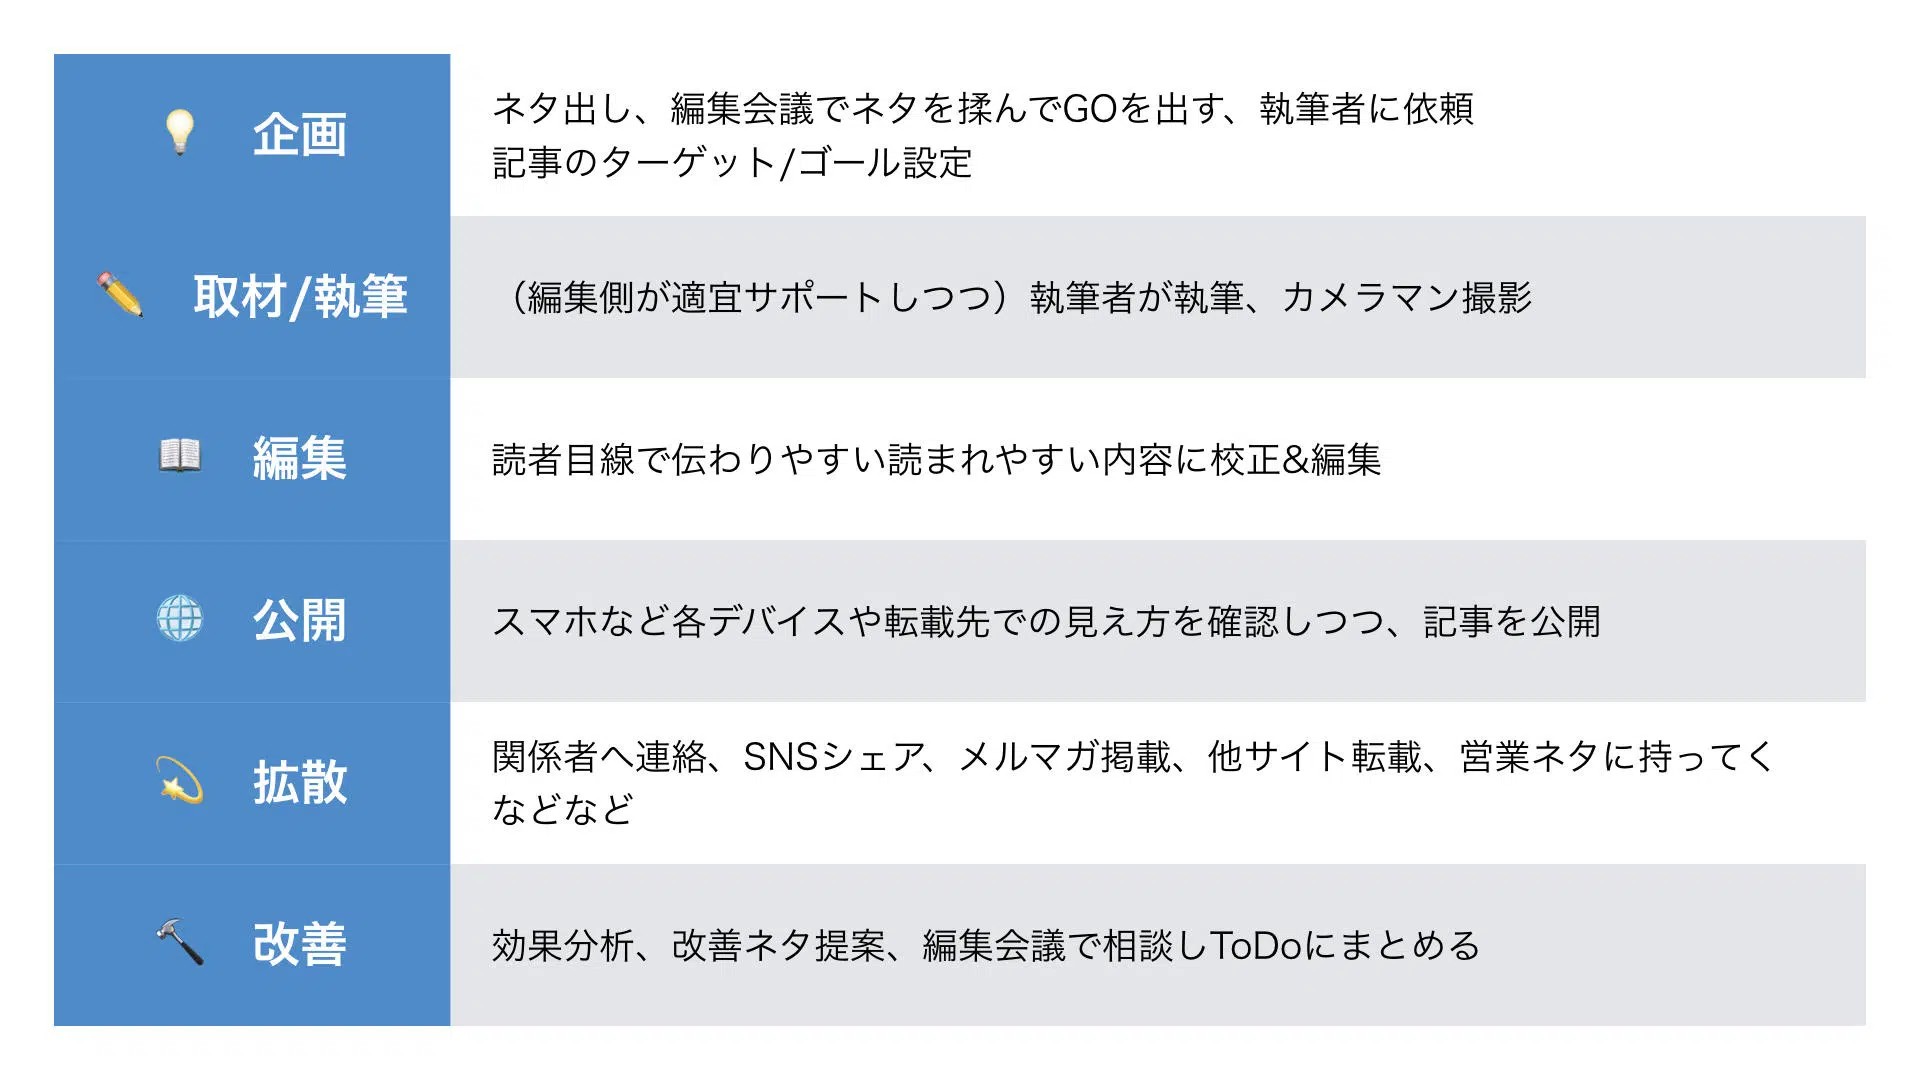 企画
ネタ出し、編集会議でネタを揉んでGOを出す、執筆者に依頼
記事のターゲット/ゴール設定
取材/執筆
（編集側が適宜サポートしつつ）執筆者が執筆、カメラマン撮影
編集
読者目線で伝わりやすい読まれやすい内容に校正&編集
公開
スマホなど各デバイスや転載先での見え方を確認しつつ、記事を公開
拡散
関係者へ連絡、SNSシェア、メルマガ掲載、他サイト転載、営業ネタに持ってく
などなど
改善
効果分析、改善ネタ提案、編集会議で相談しToDoにまとめる